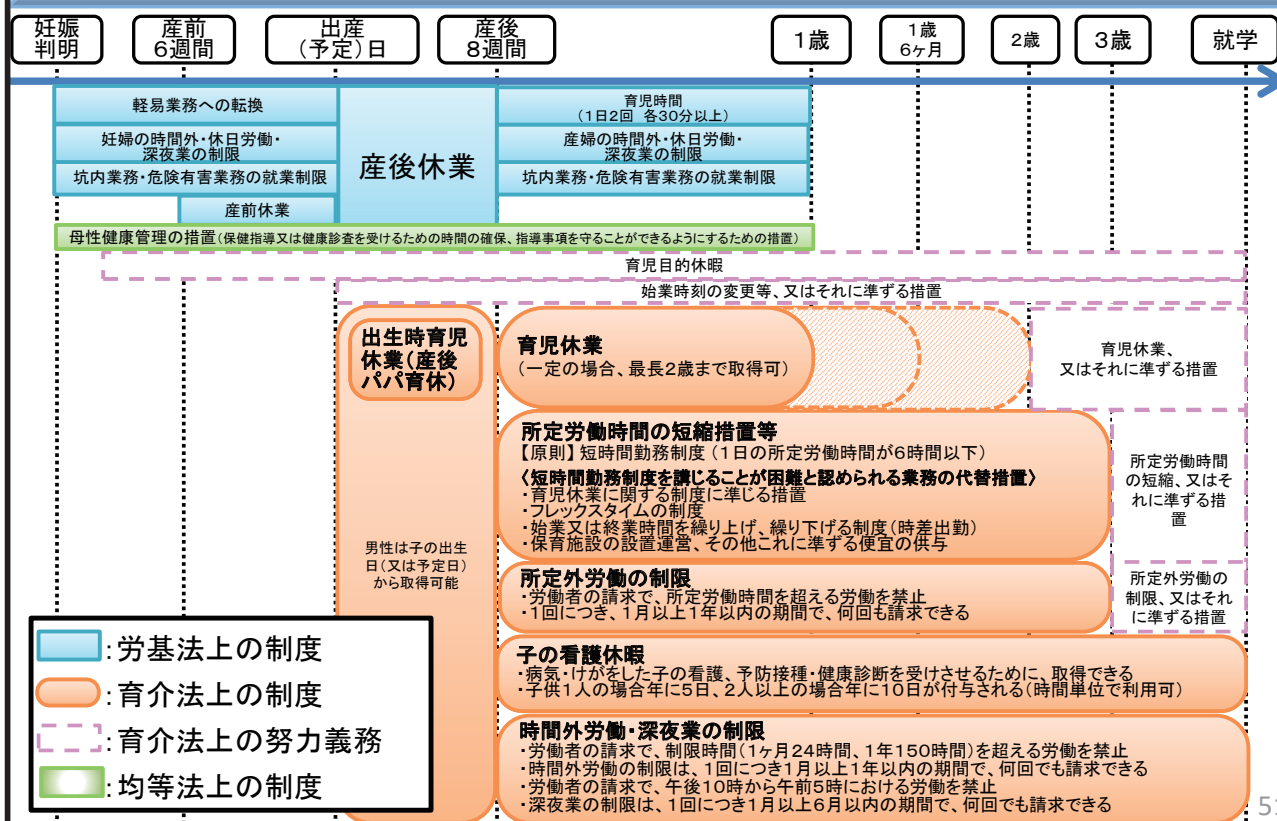 妊娠
判明
産前
6週間
出産
(予定)日
産後
8週間
1歳
1歳
6ヶ月
2歳
3歳
就学
軽易業務への転換
妊婦の時間外・休日労働・
深夜業の制限
坑内業務・危険有害業務の就業制限
産前休業
産後休業
育児時間
(1日2回 各30分以上)
産婦の時間外・休日労働・
深夜業の制限
坑内業務・危険有害業務の就業制限
母性健康管理の措置(保健指導又は健康診査を受けるための時間の確保、指導事項を守ることができるようにするための措置)
育児目的休暇
始業時刻の変更等、又はそれに準ずる措置
出生時育児
休業(産後
パパ育休)
男性は子の出生
日(又は予定日)
から取得可能
育児休業
(一定の場合、最長2歳まで取得可)
育児休業、
又はそれに準ずる措置
所定労働時間の短縮措置等
【原則】短時間勤務制度(1日の所定労働時間が6時間以下)
〈短時間勤務制度を講じることが困難と認められる業務の代替措置〉
・育児休業に関する制度に準じる措置
・フレックスタイムの制度
・始業又は終業時間を繰り上げ、繰り下げる制度(時差出勤)
・保育施設の設置運営、その他これに準ずる便宜の供与
所定労働時間
の短縮、又はそ
れに準ずる措
置
所定外労働の制限
・労働者の請求で、所定労働時間を超える労働を禁止
・1回につき、1月以上1年以内の期間で、何回も請求できる
所定外労働の
制限、又はそれ
に準ずる措置
子の看護休暇
・病気・けがをした子の看護、予防接種・健康診断を受けさせるために、取得できる
・子供1人の場合年に5日、2人以上の場合年に10日が付与される(時間単位で利用可)
時間外労働・深夜業の制限
・労働者の請求で、制限時間(1ヶ月24時間、1年150時間)を超える労働を禁止
・時間外労働の制限は、1回につき1月以上1年以内の期間で、何回でも請求できる
・労働者の請求で、午後10時から午前5時における労働を禁止
・深夜業の制限は、1回につき1月以上6月以内の期間で、何回でも請求できる
:労基法上の制度
:育介法上の制度
:育介法上の努力義務
:均等法上の制度